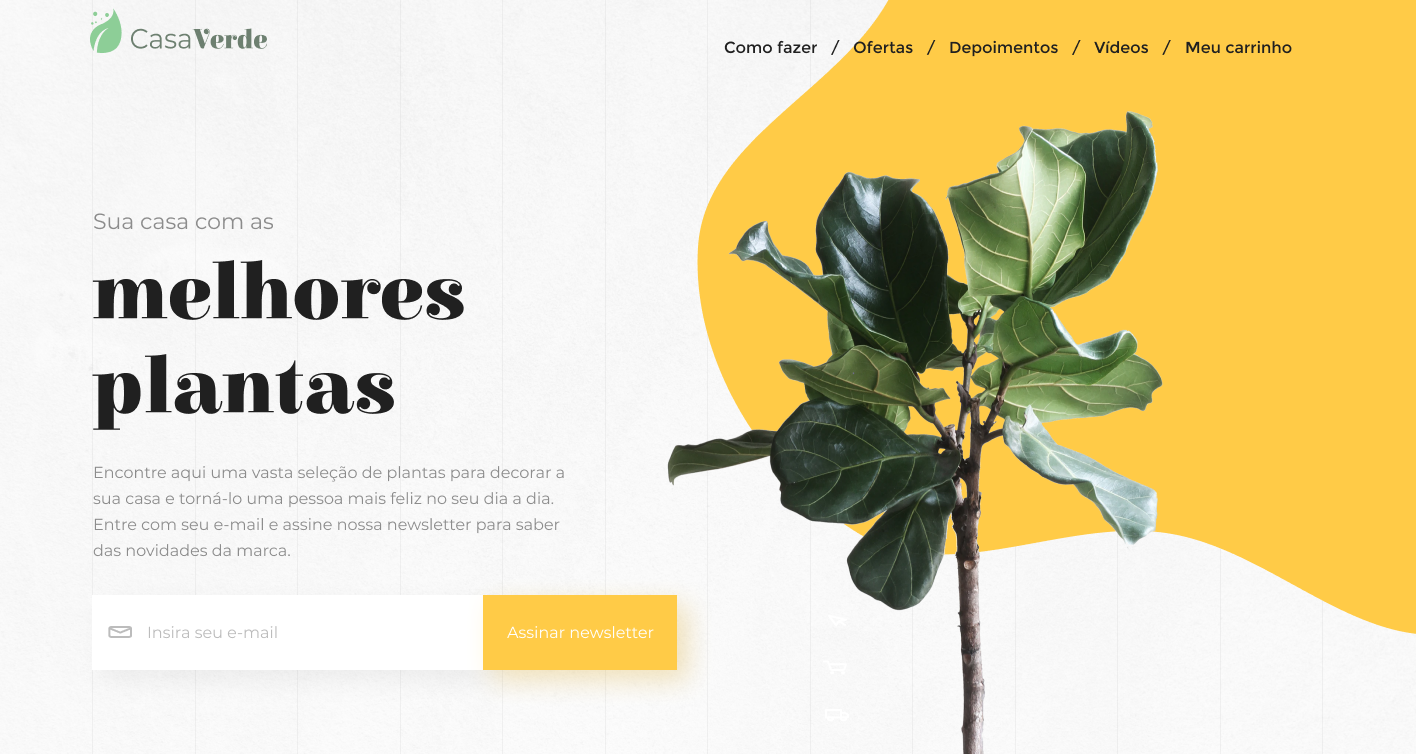 CasaVerde
Como fazer / Ofertas / Depoimentos / Vídeos / Meu carrinho
Sua casa com as
melhores
plantas
Encontre aqui uma vasta seleção de plantas para decorar a
sua casa e torná-lo uma pessoa mais feliz no seu dia a dia.
Entre com seu e-mail e assine nossa newsletter para saber
das novidades da marca.
Insira seu e-mail
Assinar newsletter